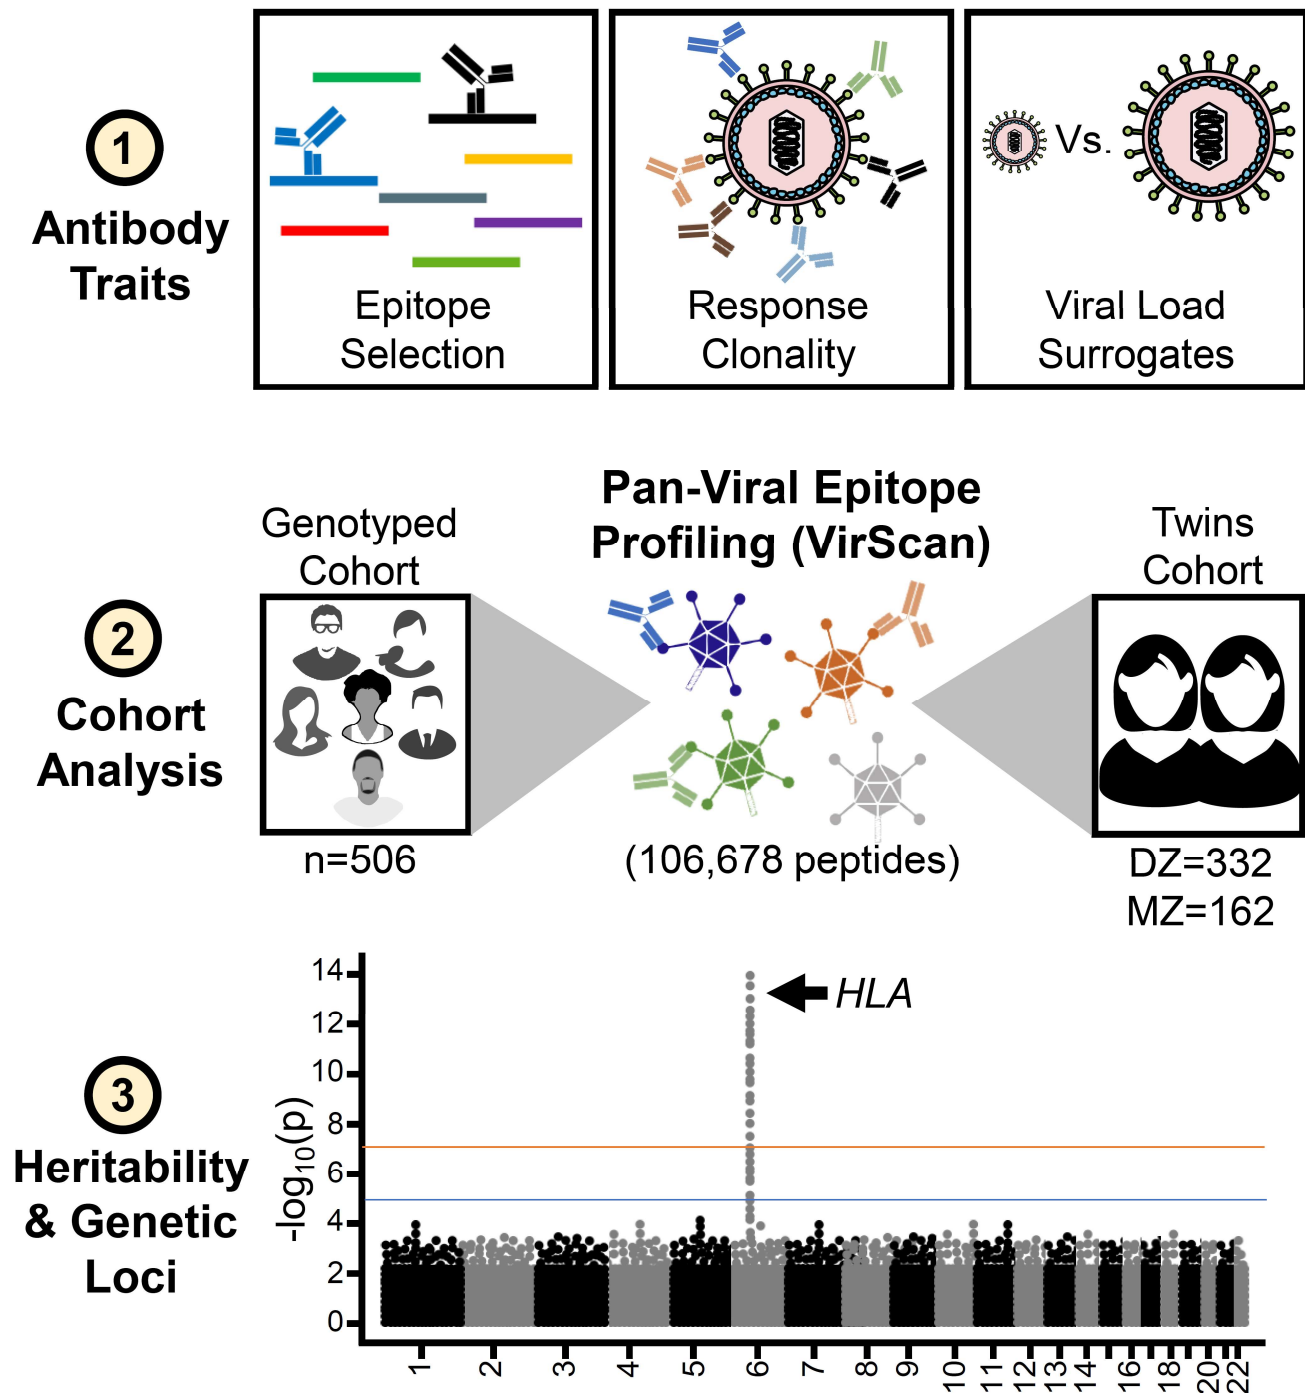 1
Antibody
Traits
Epitope
Selection
Response
Clonality
Vs.
Viral Load
Surrogates
2
Cohort
Analysis
Genotyped
Cohort
n=506
Pan-Viral Epitope
Profiling (VirScan)
(106,678 peptides)
Twins
Cohort
DZ=332
MZ=162
3
Heritability
& Genetic
Loci
-log10(p)
14
12
10
8
6
4
2
0
HLA
1 2 3 4 5 6 7 8 9 10 11 12 13 14 16 18 20 22